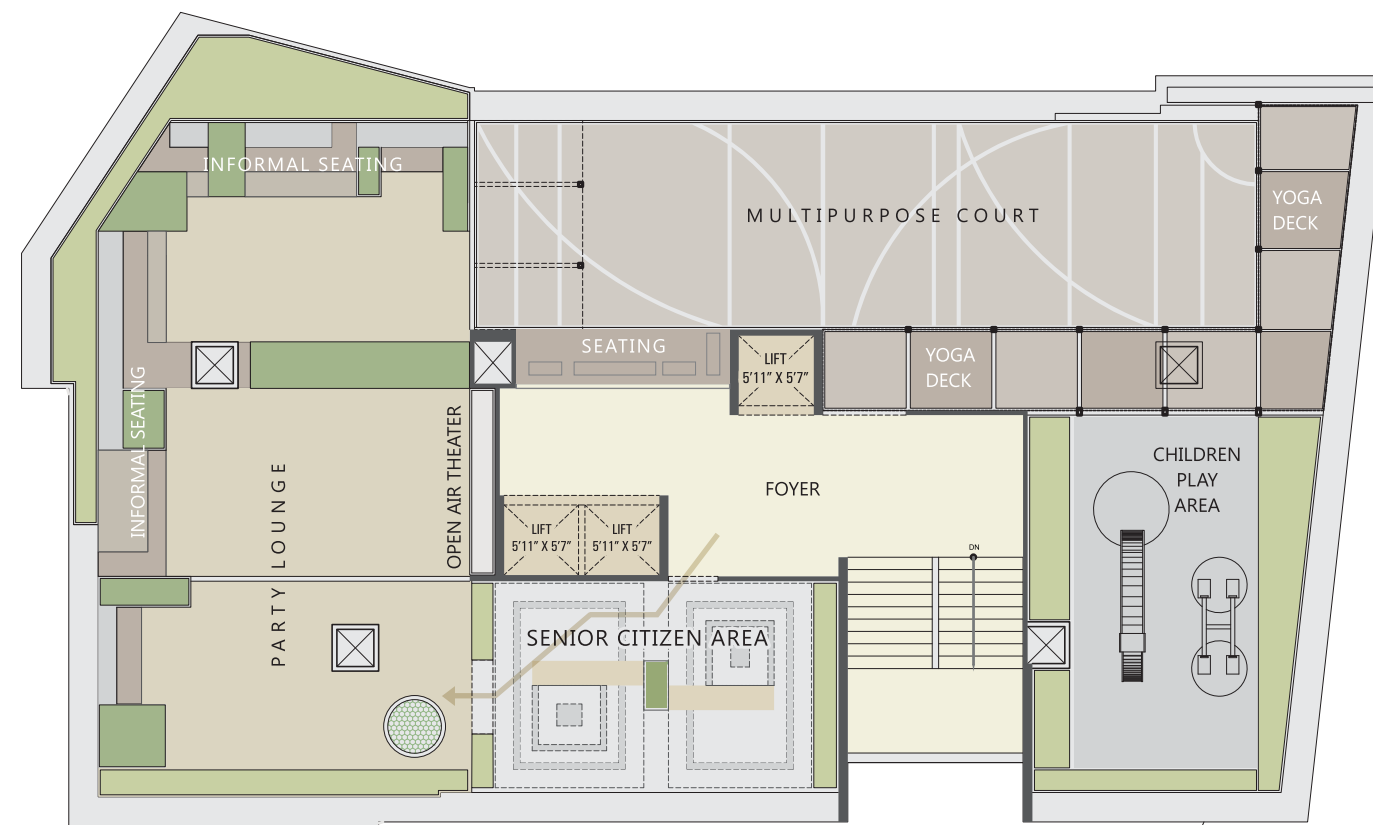 INFORMAL SEATING
MULTIPURPOSE COURT
YOGA
DECK
SEATING
LIFT
5'11" X 5'7"
YOGA
DECK
INFORMAL SEATING
PARTY LOUNGE
OPEN AIR THEATER
FOYER
CHILDREN
PLAY
AREA
LIFT
5'11" X 5'7"
LIFT
5'11" X 5'7"
DN
SENIOR CITIZEN AREA